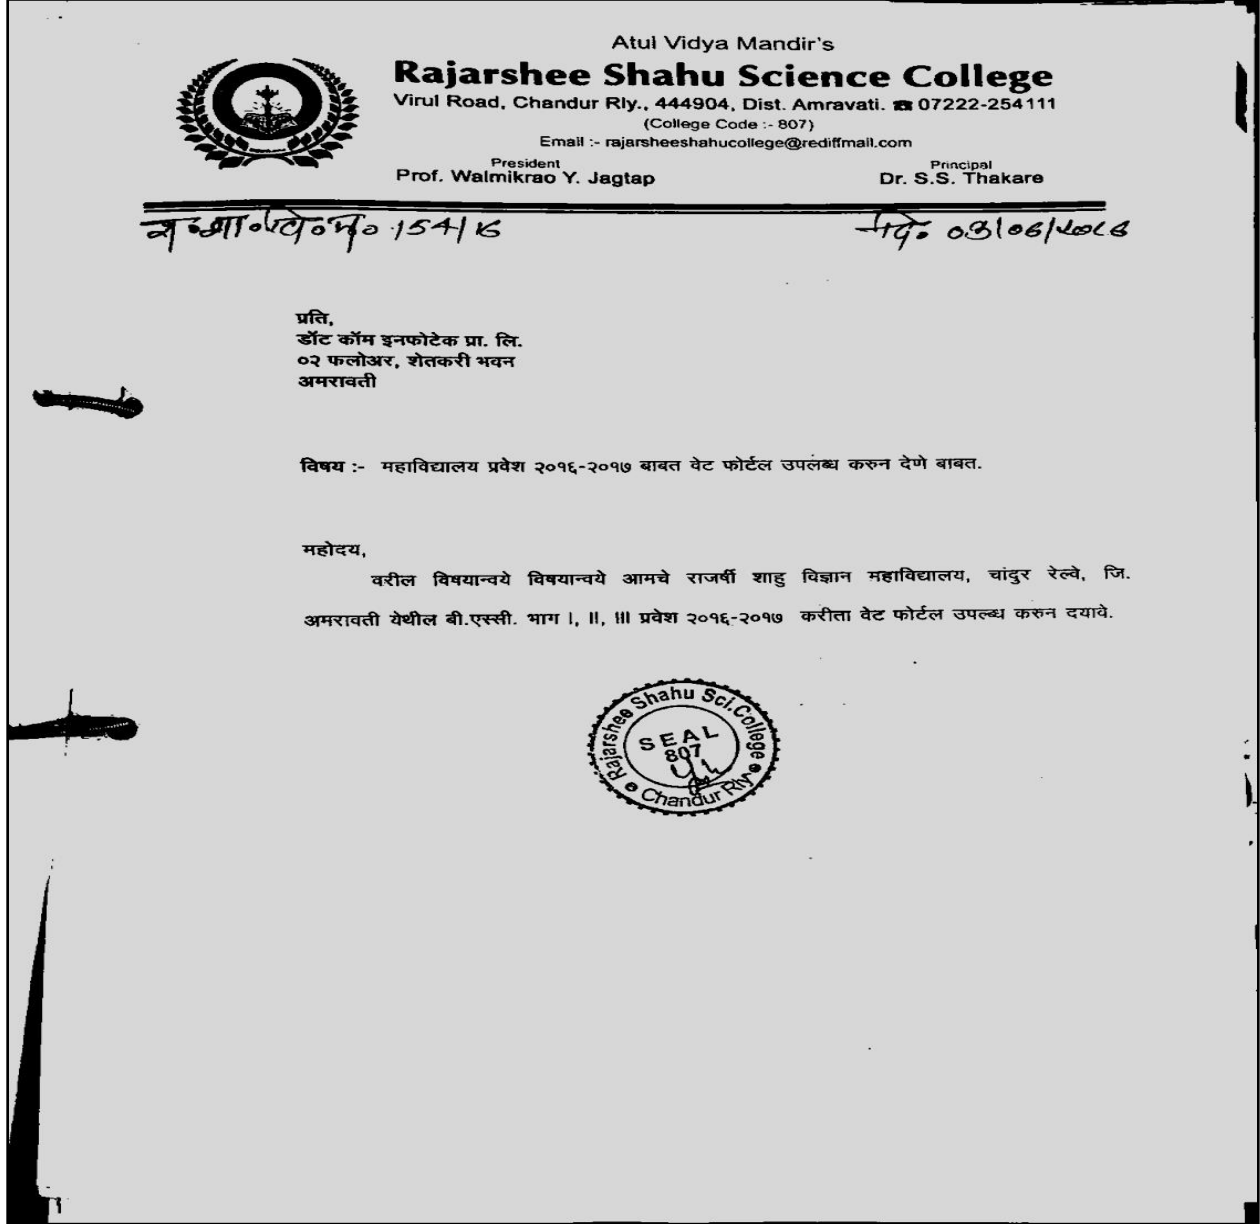 Atul Vidya Mandir's
Rajarshee Shahu Science College
Virul Road, Chandur Rly., 444904, Dist. Amravati. ☎ 07222-254111
(College Code :- 807)
Email :- rajarsheeshahucollege@rediffmail.com
President
Prof. Walmikrao Y. Jagtap
Principal
Dr. S.S. Thakare
154/16
दि. 03/06/2016
प्रति,
डॉट कॉम इनफोटेक प्रा. लि.
०२ फलोअर, शेतकरी भवन
अमरावती
विषय :- महाविद्यालय प्रवेश २०१६-२०१७ बाबत वेट फोर्टल उपलब्ध करुन देणे बाबत.
महोदय,
वरील विषयान्वये विषयान्वये आमचे राजर्षी शाहु विज्ञान महाविद्यालय, चांदुर रेल्वे, जि.
अमरावती येथील बी.एस्सी. भाग I, II, III प्रवेश २०१६-२०१७ करीता वेट फोर्टल उपल्ब्ध करुन दयावे.
Rajarshee Shahu Sci.College
SEAL
807
Chandur Rly.